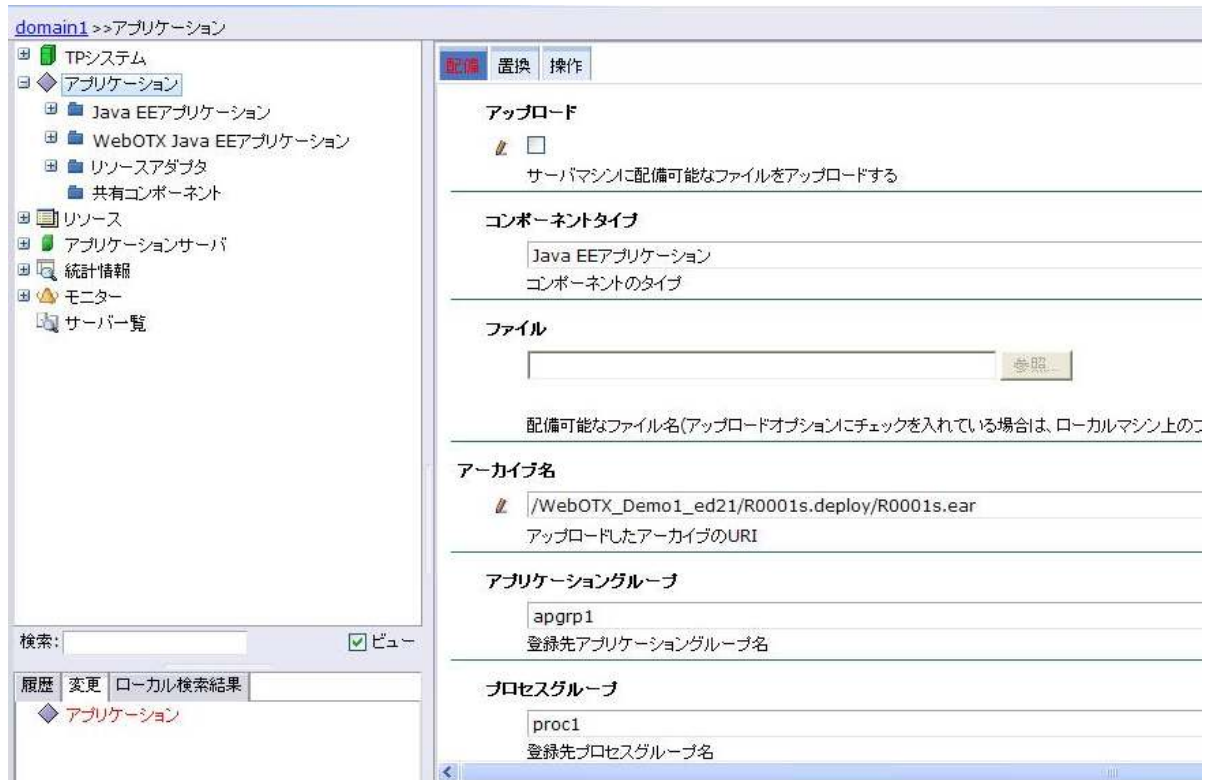 domain1 >>アプリケーション
TPシステム
アプリケーション
Java EEアプリケーション
WebOTX Java EEアプリケーション
リソースアダプタ
共有コンポーネント
リソース
アプリケーションサーバ
統計情報
モニター
サーバ一覧
検索:
ビュー
履歴 変更 ローカル検索結果
アプリケーション
配備 置換 操作
アップロード
サーバマシンに配備可能なファイルをアップロードする
コンポーネントタイプ
Java EEアプリケーション
コンポーネントのタイプ
ファイル
参照...
配備可能なファイル名(アップロードオプションにチェックを入れている場合は、ローカルマシン上の
アーカイブ名
/WebOTX_Demo1_ed21/R0001s.deploy/R0001s.ear
アップロードしたアーカイブのURI
アプリケーショングループ
apgrp1
登録先アプリケーショングループ名
プロセスグループ
proc1
登録先プロセスグループ名